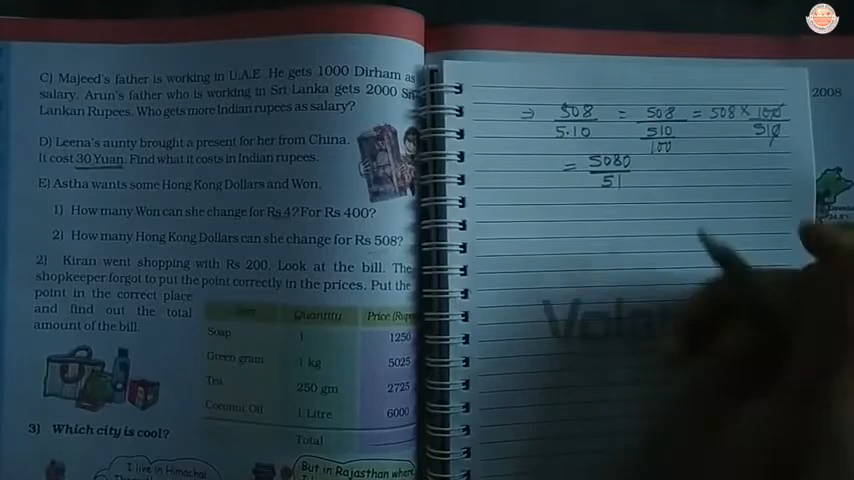 C) Majeed's father is working in U.A.E. He gets 1000 Dirham as
salary. Arun's father who is working in Sri Lanka gets 2000 Sri
Lankan Rupees. Who gets more Indian rupees as salary?
D) Leena's aunty brought a present for her from China.
It cost 30 Yuan. Find what it costs in Indian rupees.
E) Astha wants some Hong Kong Dollars and Won.
1) How many Won can she change for Rs 4? For Rs 400?
2) How many Hong Kong Dollars can she change for Rs 508?
2) Kiran went shopping with Rs 200. Look at the bill. The
shopkeeper forgot to put the point correctly in the prices. Put the
point in the correct place
and find out the total
amount of the bill.
Item Quantity Price (Rupe
Soap 1 1250
Green gram 1 kg 5025
Tea 250 gm 2725
Coconut Oil 1 Litre 6000
Total
3) Which city is cool?
I live in Himachal
But in Rajasthan where
⇒ 508/5.10 = 508/(510/100) = 508 × 100/510
= 5080/51
2008